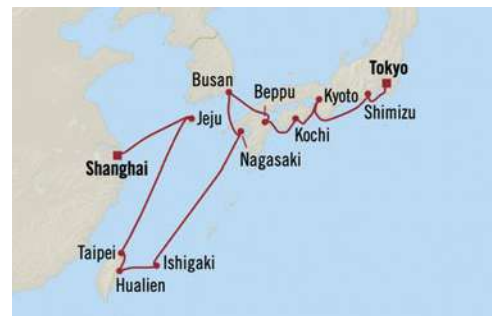 Tokyo
Busan
Beppu
Kyoto
Shimizu
Jeju
Kochi
Nagasaki
Shanghai
Taipei
Ishigaki
Hualien